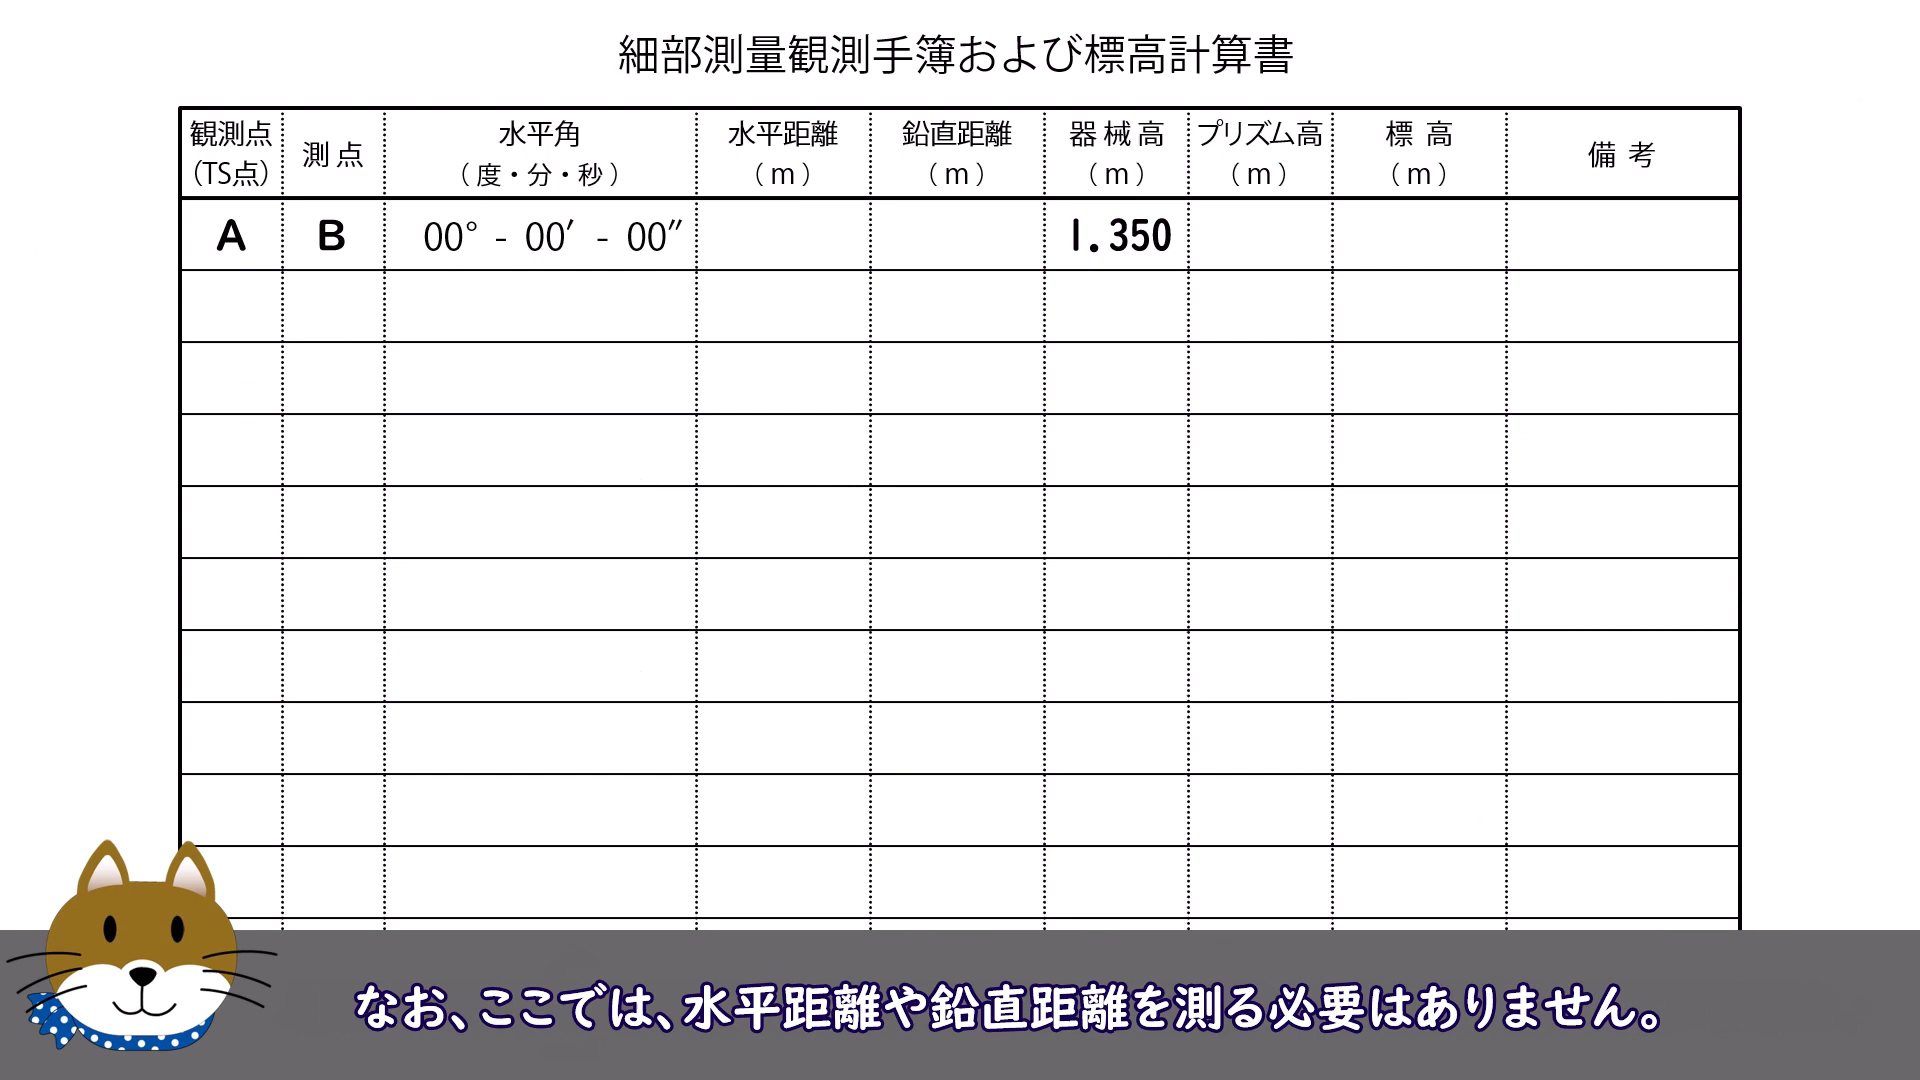 細部測量観測手簿および標高計算書
観測点 測点 水平角 水平距離 鉛直距離 器械高 プリズム高 標高 備考
(TS点) (度・分・秒) (m) (m) (m) (m) (m)
A B 00° - 00′ - 00″ 1.350
なお、ここでは、水平距離や鉛直距離を測る必要はありません。